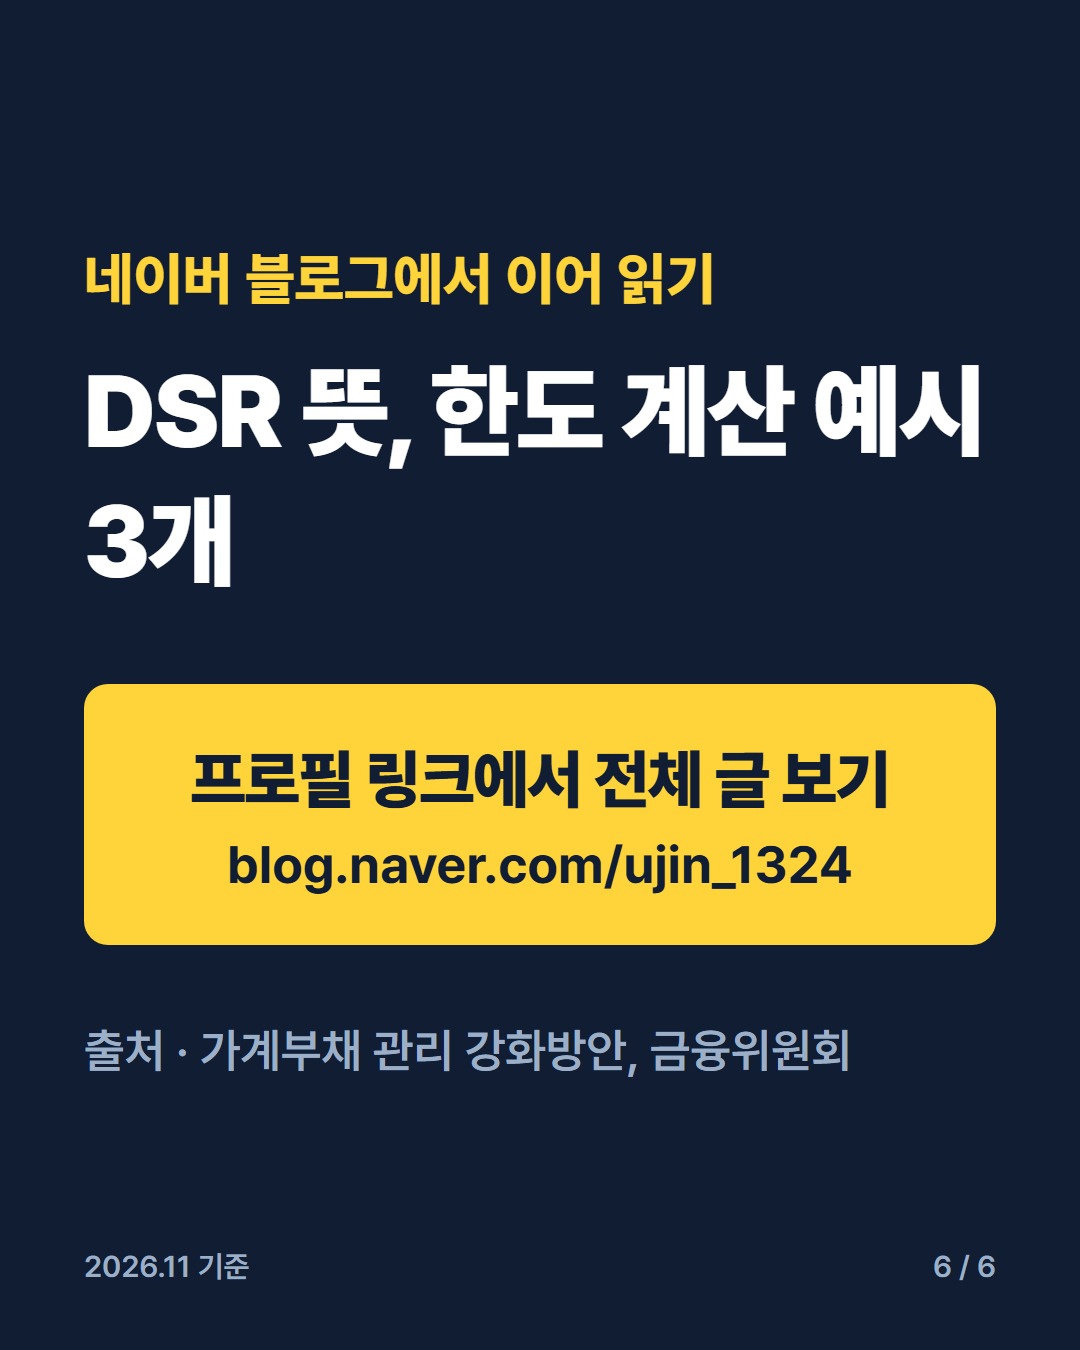 네이버 블로그에서 이어 읽기
DSR 뜻, 한도 계산 예시
3개
프로필 링크에서 전체 글 보기
blog.naver.com/ujin_1324
출처 · 가계부채 관리 강화방안, 금융위원회
2026.11 기준
6 / 6